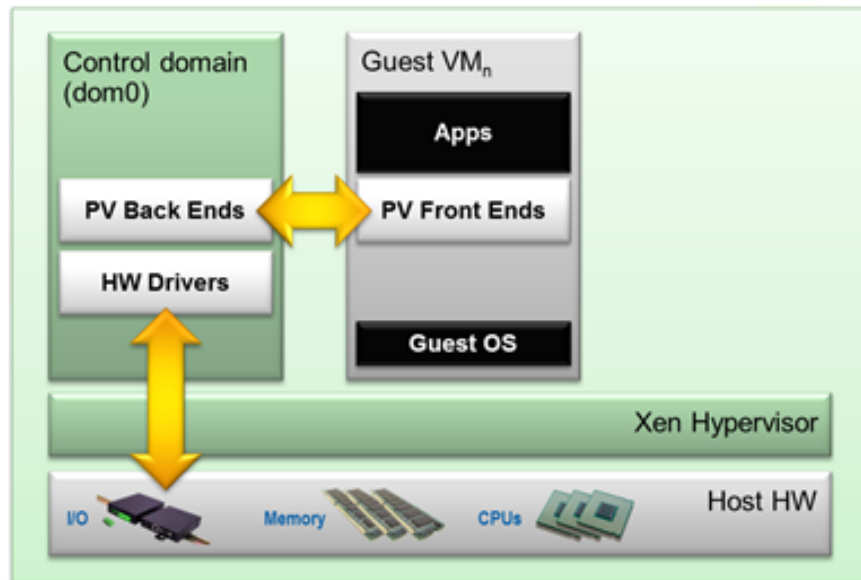 Control domain
(dom0)
PV Back Ends
HW Drivers
Guest VMn
Apps
PV Front Ends
Guest OS
Xen Hypervisor
Host HW
I/O
Memory
CPUs